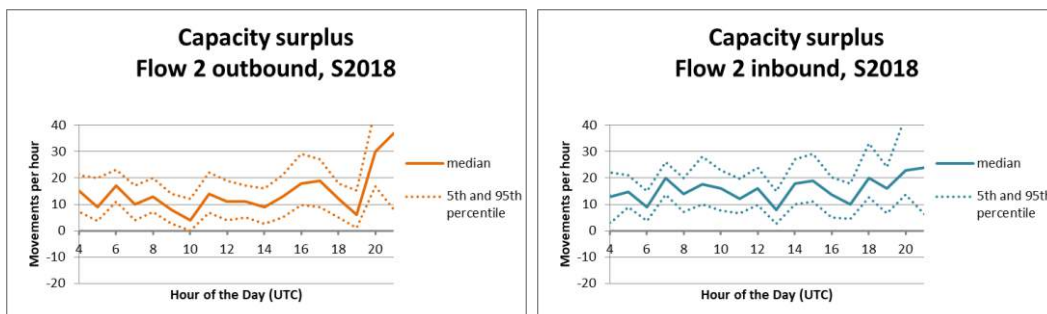 Capacity surplus
Flow 2 outbound, S2018
Movements per hour
40
30
20
10
0
-10
-20
4 6 8 10 12 14 16 18 20
Hour of the Day (UTC)
median
5th and 95th
percentile
Capacity surplus
Flow 2 inbound, S2018
Movements per hour
40
30
20
10
0
-10
-20
4 6 8 10 12 14 16 18 20
Hour of the Day (UTC)
median
5th and 95th
percentile